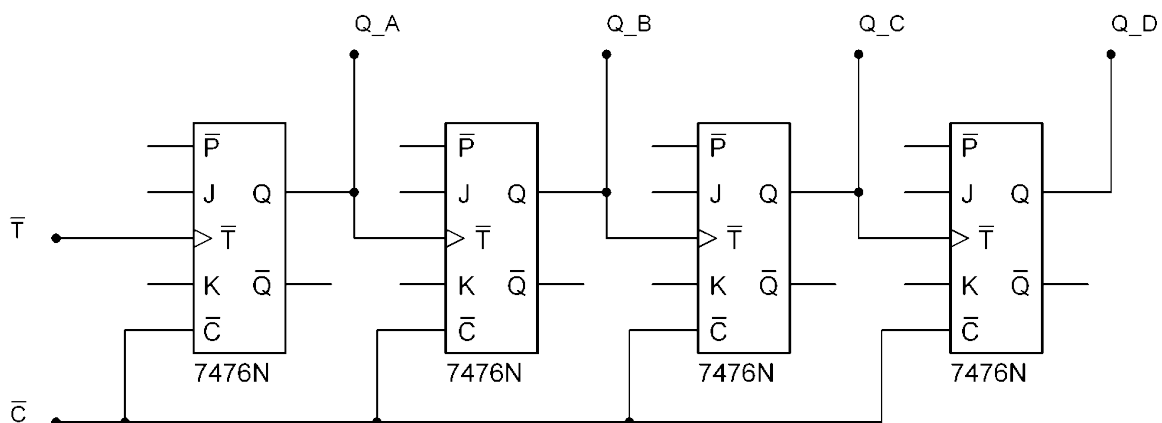 Q_A Q_B Q_C Q_D
P̅ P̅ P̅ P̅
J Q J Q J Q J Q
T̅ T̅ T̅ T̅ T̅
K Q̅ K Q̅ K Q̅ K Q̅
C̅ C̅ C̅ C̅
7476N 7476N 7476N 7476N
C̅